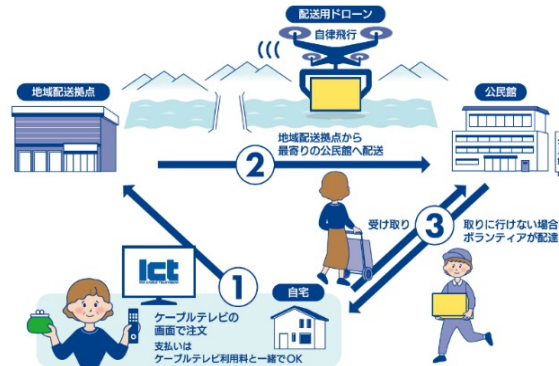 配送用ドローン
自律飛行
地域配送拠点
公民館
地域配送拠点から
最寄りの公民館へ配送
2
受け取り
3
取りに行けない場合
ボランティアが配達
ict
1
自宅
ケーブルテレビの
画面で注文
支払いは
ケーブルテレビ利用料と一緒でOK